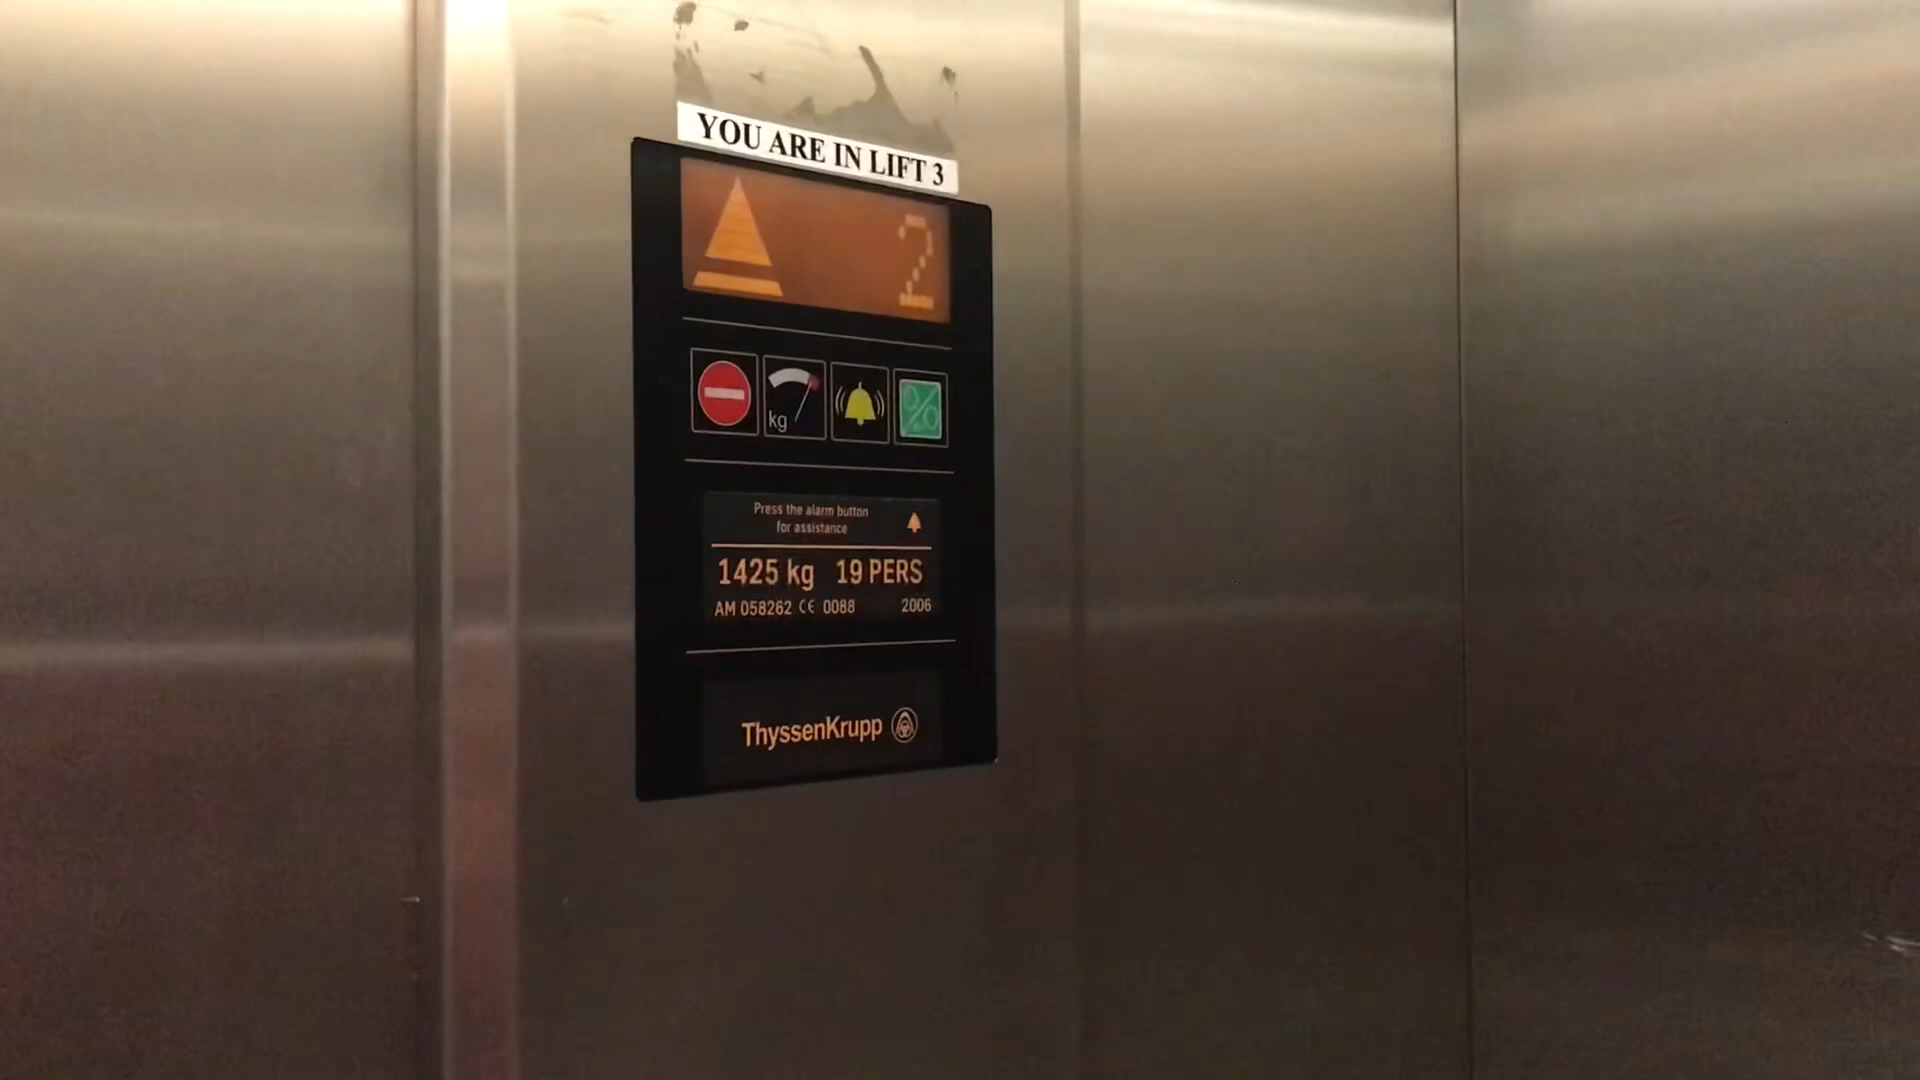 YOU ARE IN LIFT 3
2
kg
Press the alarm button
for assistance
1425 kg 19 PERS
AM 058262 CE 0088 2006
ThyssenKrupp